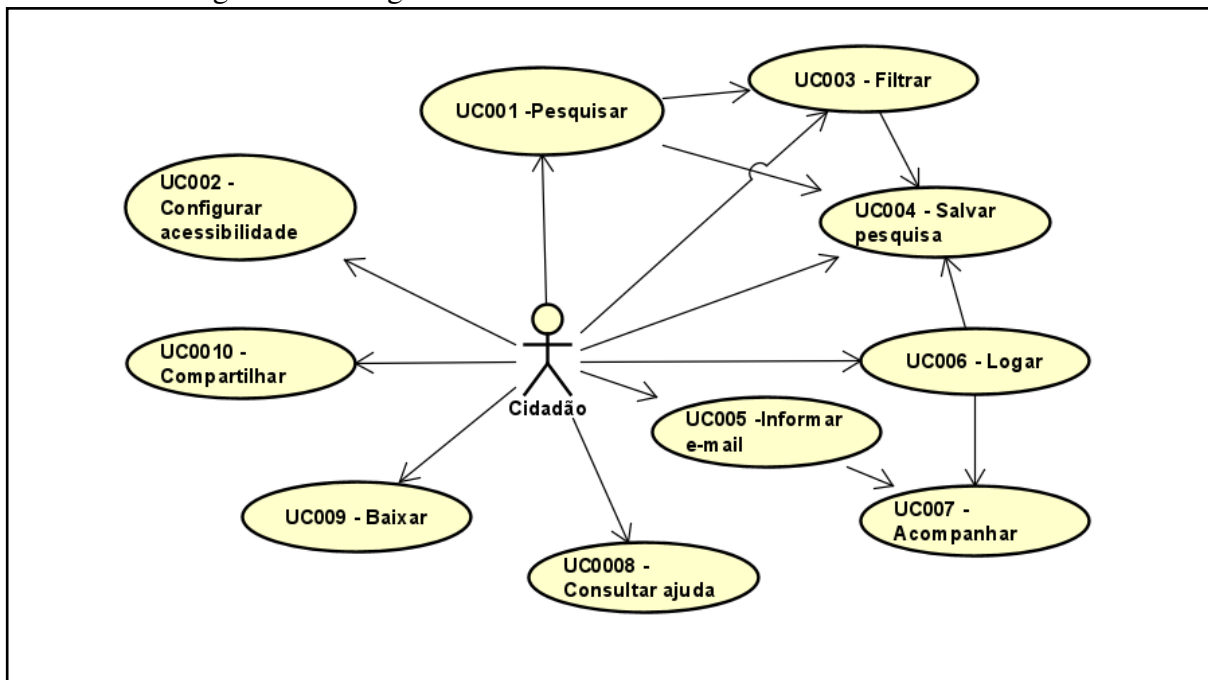 UC003 - Filtrar
UC001 -Pesquisar
UC002 -
Configurar
acessibilidade
UC004 - Salvar
pesquisa
UC0010 -
Compartilhar
UC006 - Logar
Cidadão
UC005 -Informar
e-mail
UC009 - Baixar
UC007 -
Acompanhar
UC0008 -
Consultar ajuda